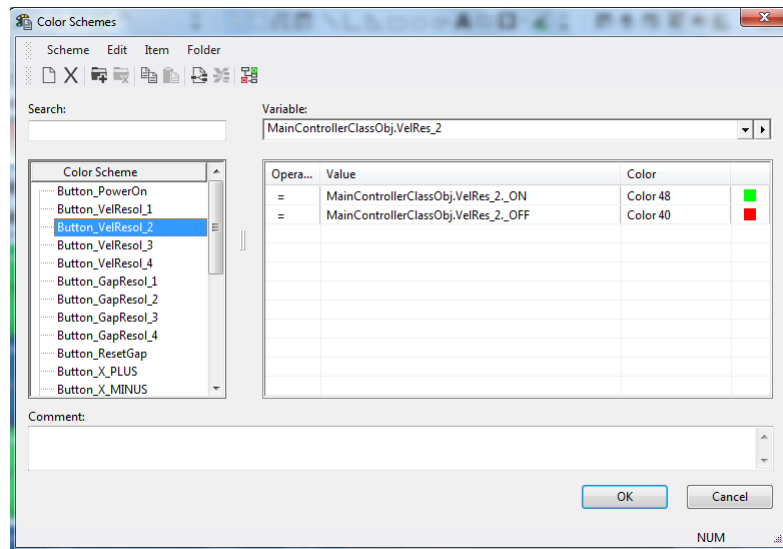 Color Schemes
Scheme Edit Item Folder
Search:
Variable:
MainControllerClassObj.VelRes_2
Color Scheme
Button_PowerOn
Button_VelResol_1
Button_VelResol_2
Button_VelResol_3
Button_VelResol_4
Button_GapResol_1
Button_GapResol_2
Button_GapResol_3
Button_GapResol_4
Button_ResetGap
Button_X_PLUS
Button_X_MINUS
Opera... Value Color
= MainControllerClassObj.VelRes_2._ON Color 48
= MainControllerClassObj.VelRes_2._OFF Color 40
Comment:
OK Cancel
NUM